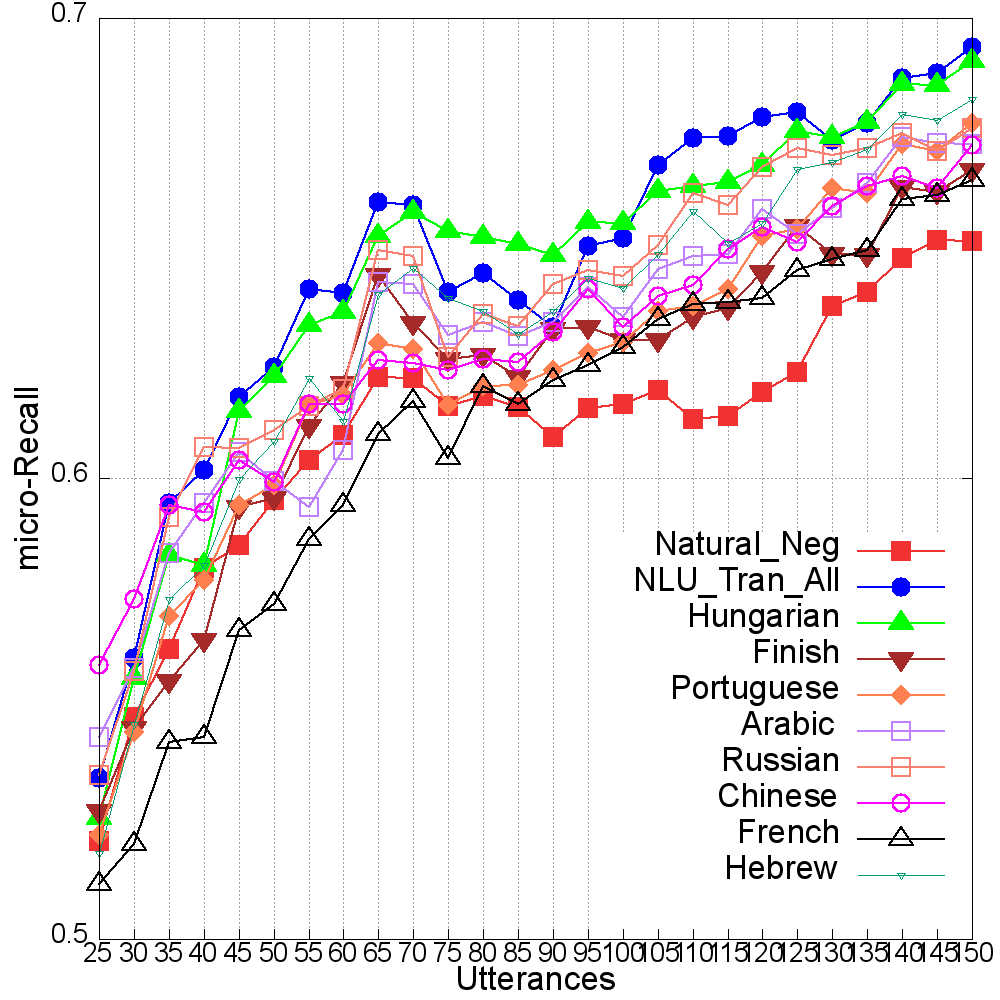 0.7
0.6
0.5
micro-Recall
Natural_Neg
NLU_Tran_All
Hungarian
Finish
Portuguese
Arabic
Russian
Chinese
French
Hebrew
25 30 35 40 45 50 55 60 65 70 75 80 85 90 95 100 105 110 115 120 125 130 135 140 145 150
Utterances